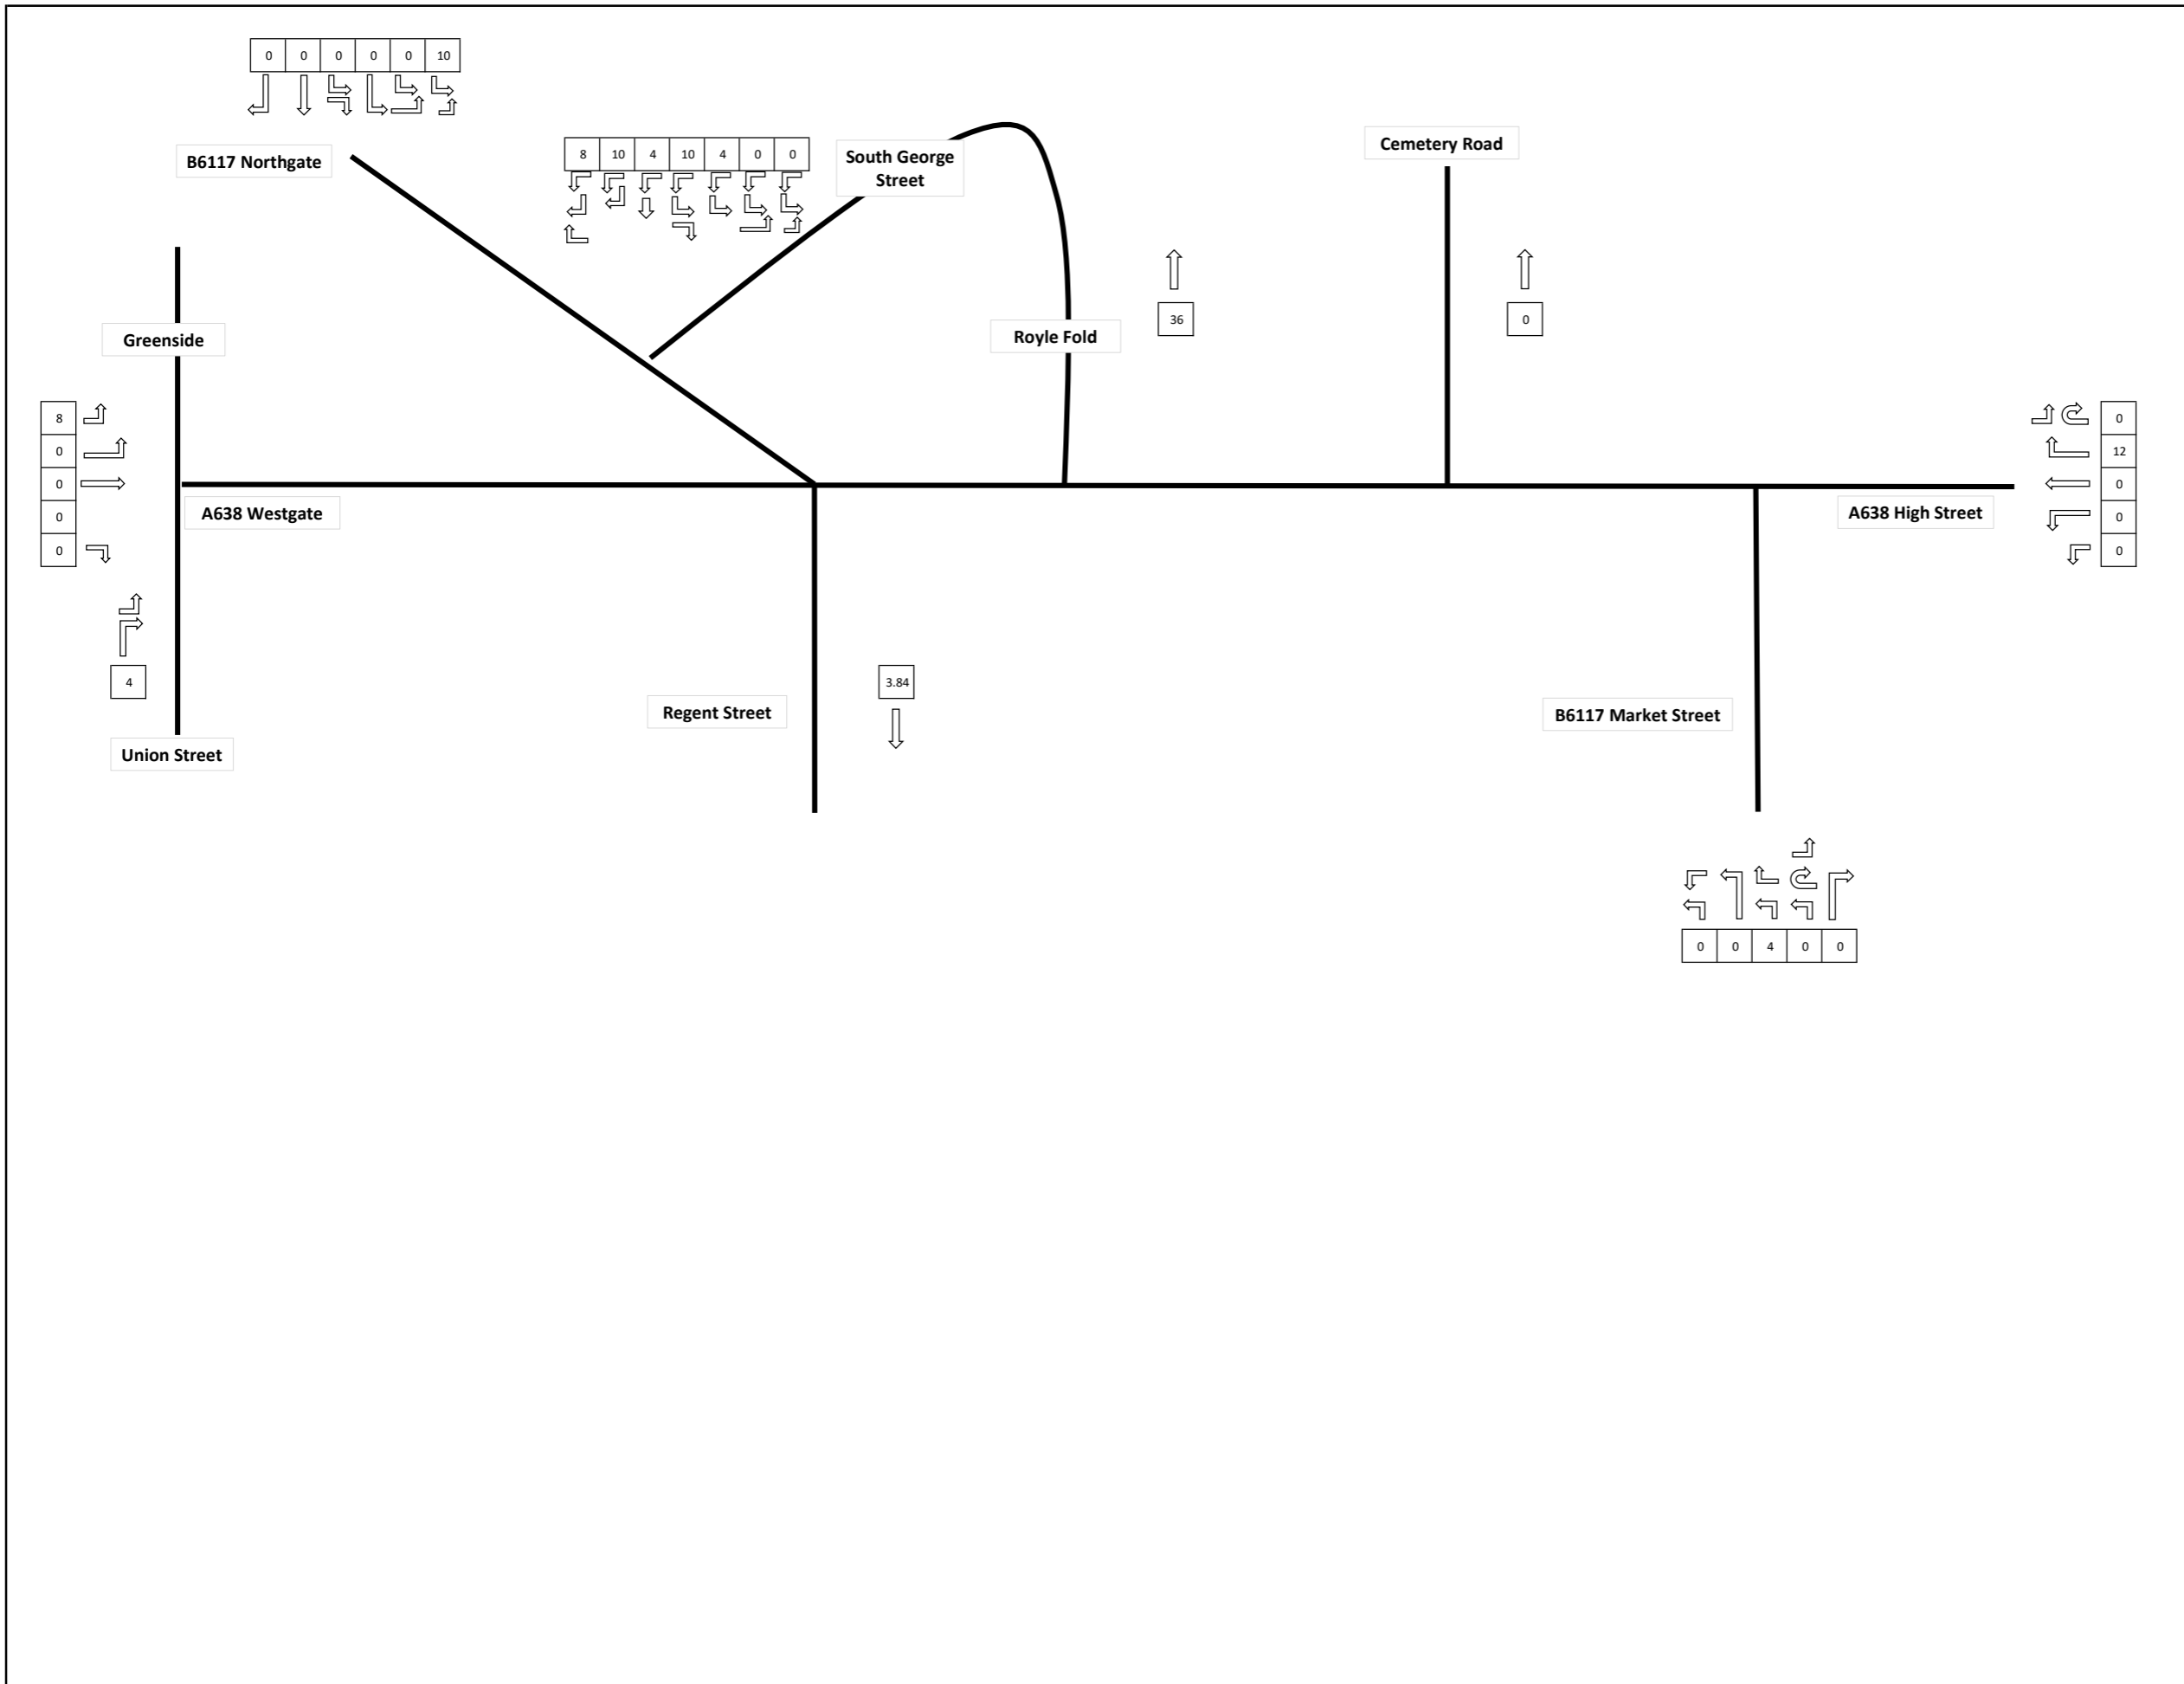 0 0 0 0 0 10
B6117 Northgate
8 10 4 10 4 0 0
South George
Street
Cemetery Road
Greenside
Royle Fold
36
0
8
0
0
0
0
0
12
0
0
0
A638 Westgate
A638 High Street
4
3.84
Regent Street
B6117 Market Street
Union Street
0 0 4 0 0